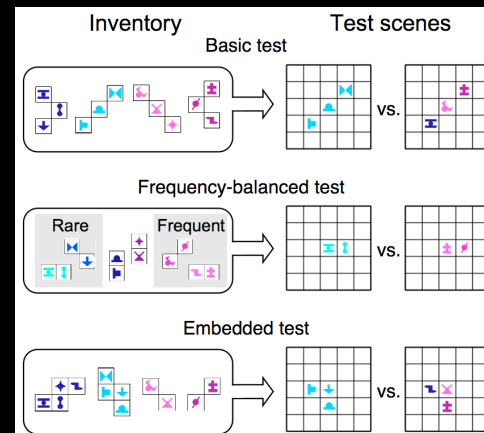 Inventory
Test scenes
Basic test
vs.
Frequency-balanced test
Rare
Frequent
vs.
Embedded test
vs.